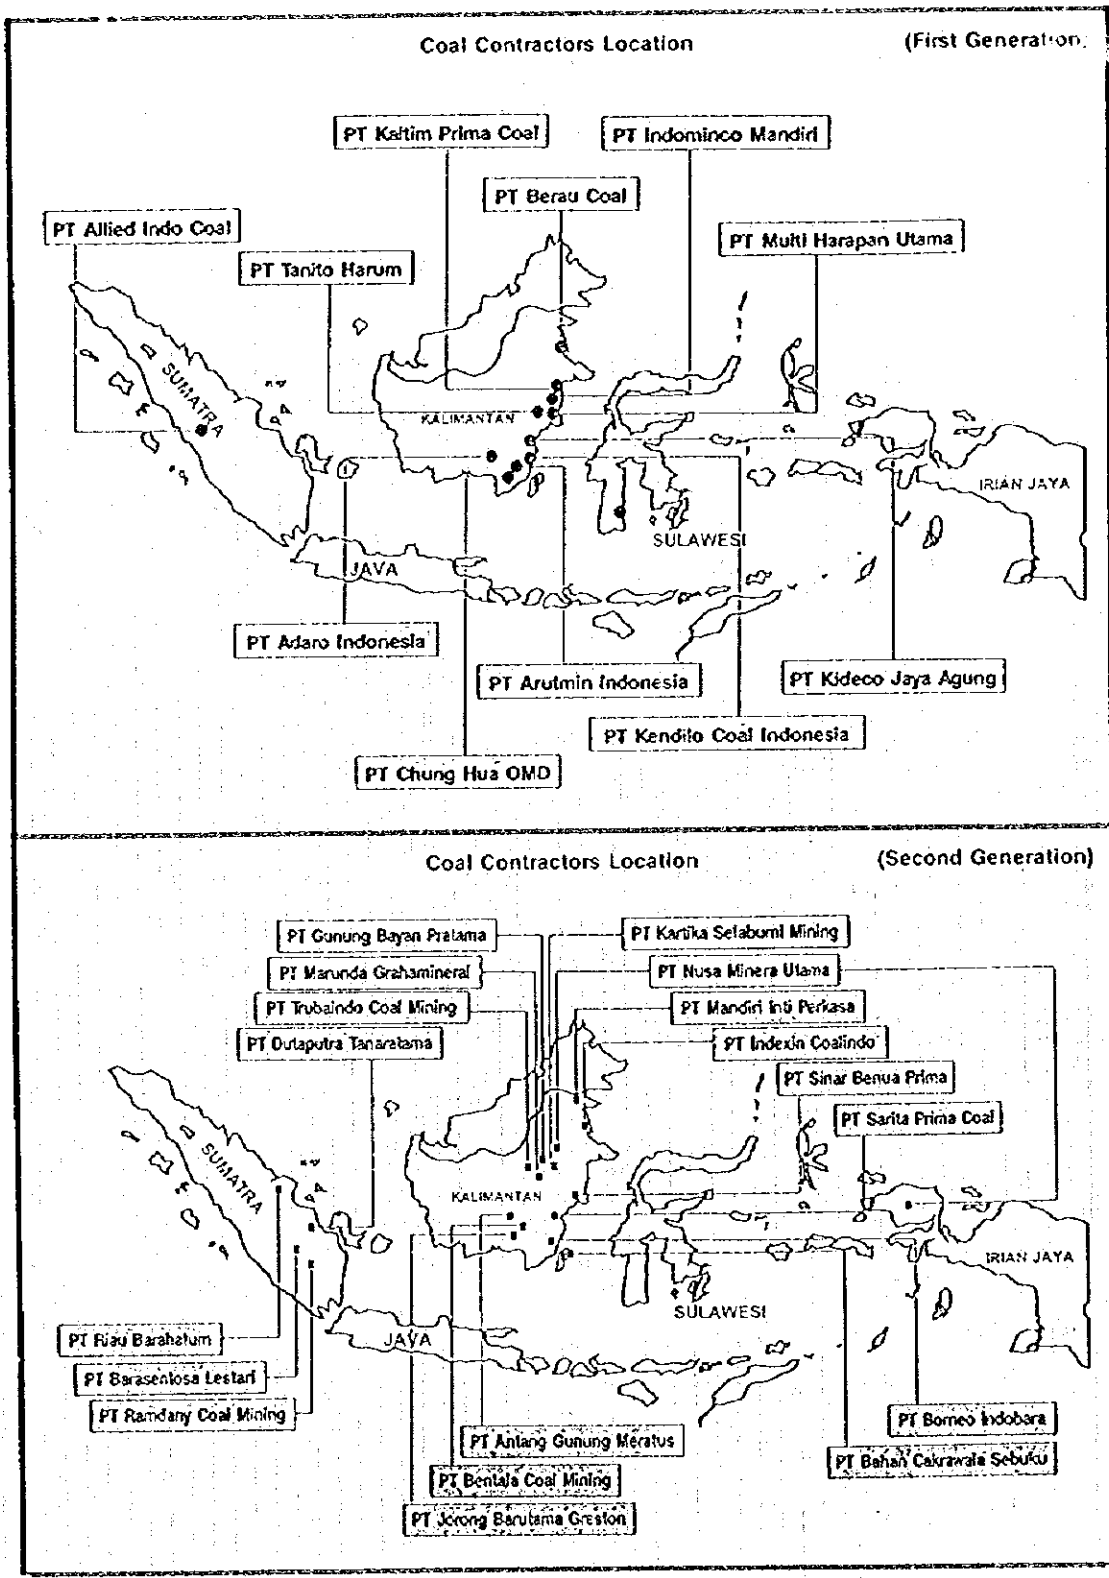 Coal Contractors Location (First Generation)
PT Kaltim Prima Coal
PT Indominco Mandiri
PT Berau Coal
PT Allied Indo Coal
PT Multi Harapan Utama
PT Tanito Harum
SUMATRA
KALIMANTAN
IRIAN JAYA
SULAWESI
JAVA
PT Adaro Indonesia
PT Arutmin Indonesia
PT Kideco Jaya Agung
PT Kendilo Coal Indonesia
PT Chung Hua OMD
Coal Contractors Location (Second Generation)
PT Gunung Bayan Pratama
PT Kartika Selabumi Mining
PT Marunda Grahamineral
PT Nusa Minera Utama
PT Trubaindo Coal Mining
PT Mandiri Inti Perkasa
PT Dutaputra Tanaratama
PT Indexin Coalindo
PT Sinar Benua Prima
PT Sarita Prima Coal
SUMATRA
KALIMANTAN
IRIAN JAYA
SULAWESI
JAVA
PT Riau Baraharum
PT Barasentosa Lestari
PT Ramdany Coal Mining
PT Borneo Indobara
PT Antang Gunung Meratus
PT Bahari Cakrawala Sebuku
PT Bentala Coal Mining
PT Jorong Barutama Greston